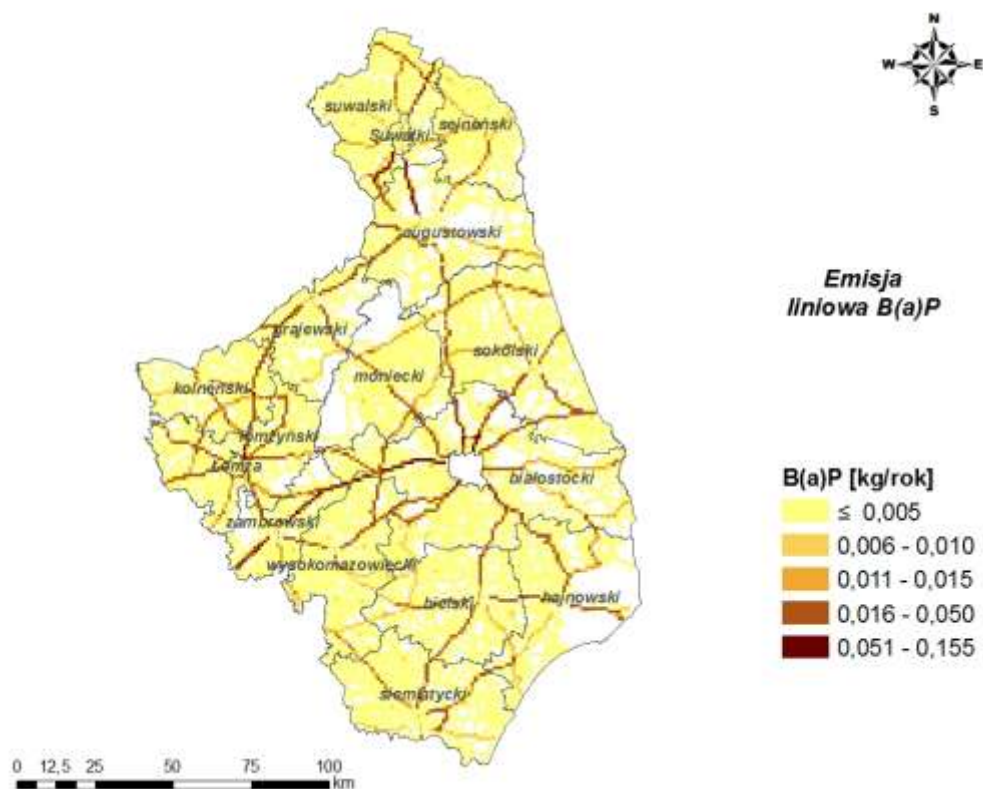 N
W E
S
suwalski
Suwałki
sejneński
augustowski
Emisja
liniowa B(a)P
grajewski
sokólski
moniecki
kolneński
łomżyński
Łomża
białostocki
B(a)P [kg/rok]
≤ 0,005
zambrowski
0,006 - 0,010
wysokomazowiecki
0,011 - 0,015
bielski
hajnowski
0,016 - 0,050
0,051 - 0,155
siemiatycki
0 12,5 25 50 75 100
km